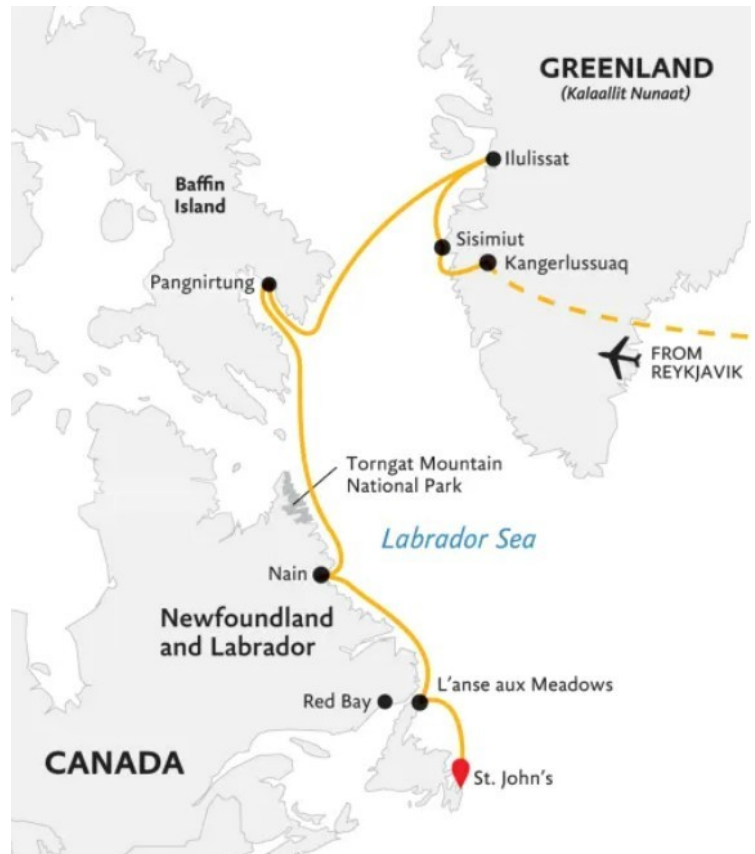 GREENLAND
(Kalaallit Nunaat)
Ilulissat
Baffin
Island
Sisimiut
Kangerlussuaq
Pangnirtung
FROM
REYKJAVIK
Torngat Mountain
National Park
Labrador Sea
Nain
Newfoundland
and Labrador
L'anse aux Meadows
Red Bay
CANADA
St. John's